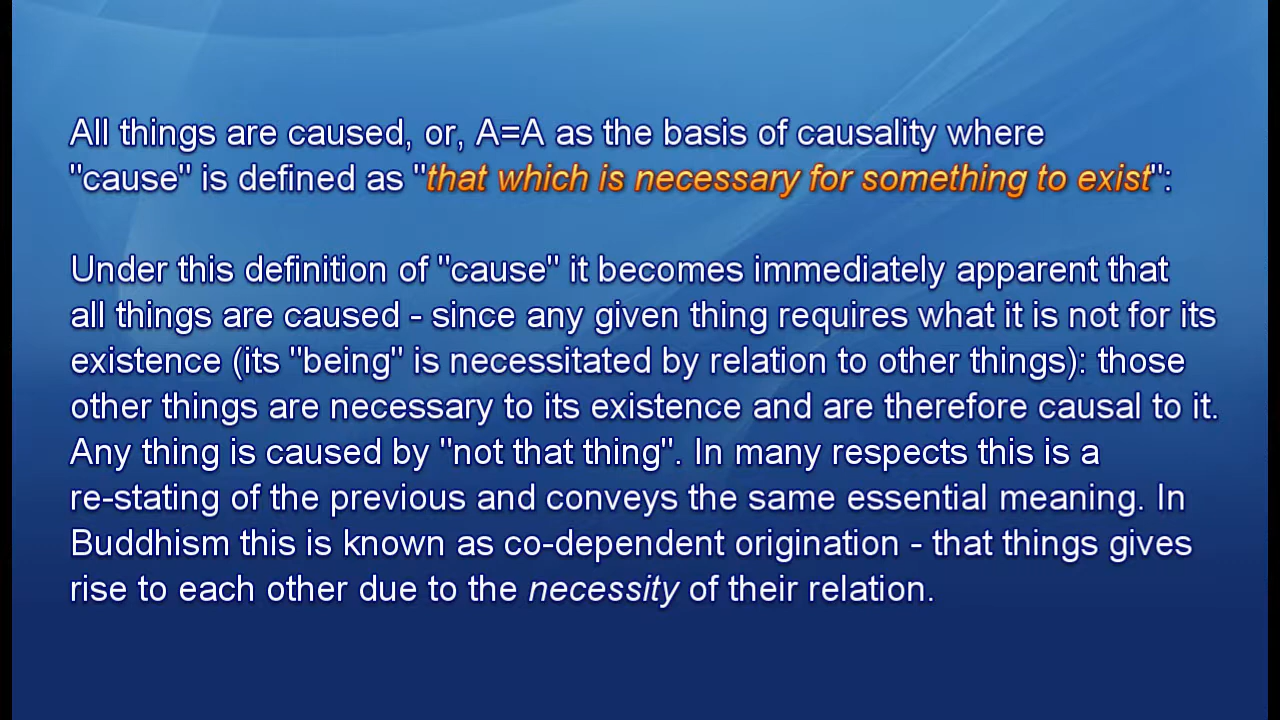 All things are caused, or, A=A as the basis of causality where
"cause" is defined as "that which is necessary for something to exist":
Under this definition of "cause" it becomes immediately apparent that
all things are caused - since any given thing requires what it is not for its
existence (its "being" is necessitated by relation to other things): those
other things are necessary to its existence and are therefore causal to it.
Any thing is caused by "not that thing". In many respects this is a
re-stating of the previous and conveys the same essential meaning. In
Buddhism this is known as co-dependent origination - that things gives
rise to each other due to the necessity of their relation.